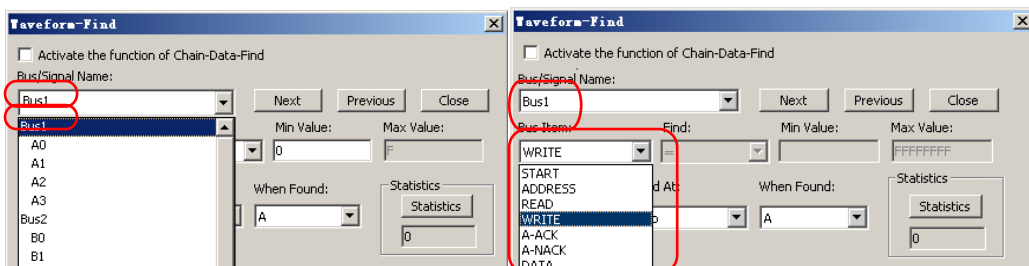 Waveform-Find
Activate the function of Chain-Data-Find
Bus/Signal Name:
Bus1
Next
Previous
Close
Bus1
A0
A1
A2
A3
Bus2
B0
B1
Min Value:
Max Value:
0
F
When Found:
A
Statistics
Statistics
0
Waveform-Find
Activate the function of Chain-Data-Find
Bus/Signal Name:
Bus1
Next
Previous
Close
Bus Item:
Find:
Min Value:
Max Value:
WRITE
=
FFFFFFFF
START
ADDRESS
READ
WRITE
A-ACK
A-NACK
DATA
At:
When Found:
A
Statistics
Statistics
0